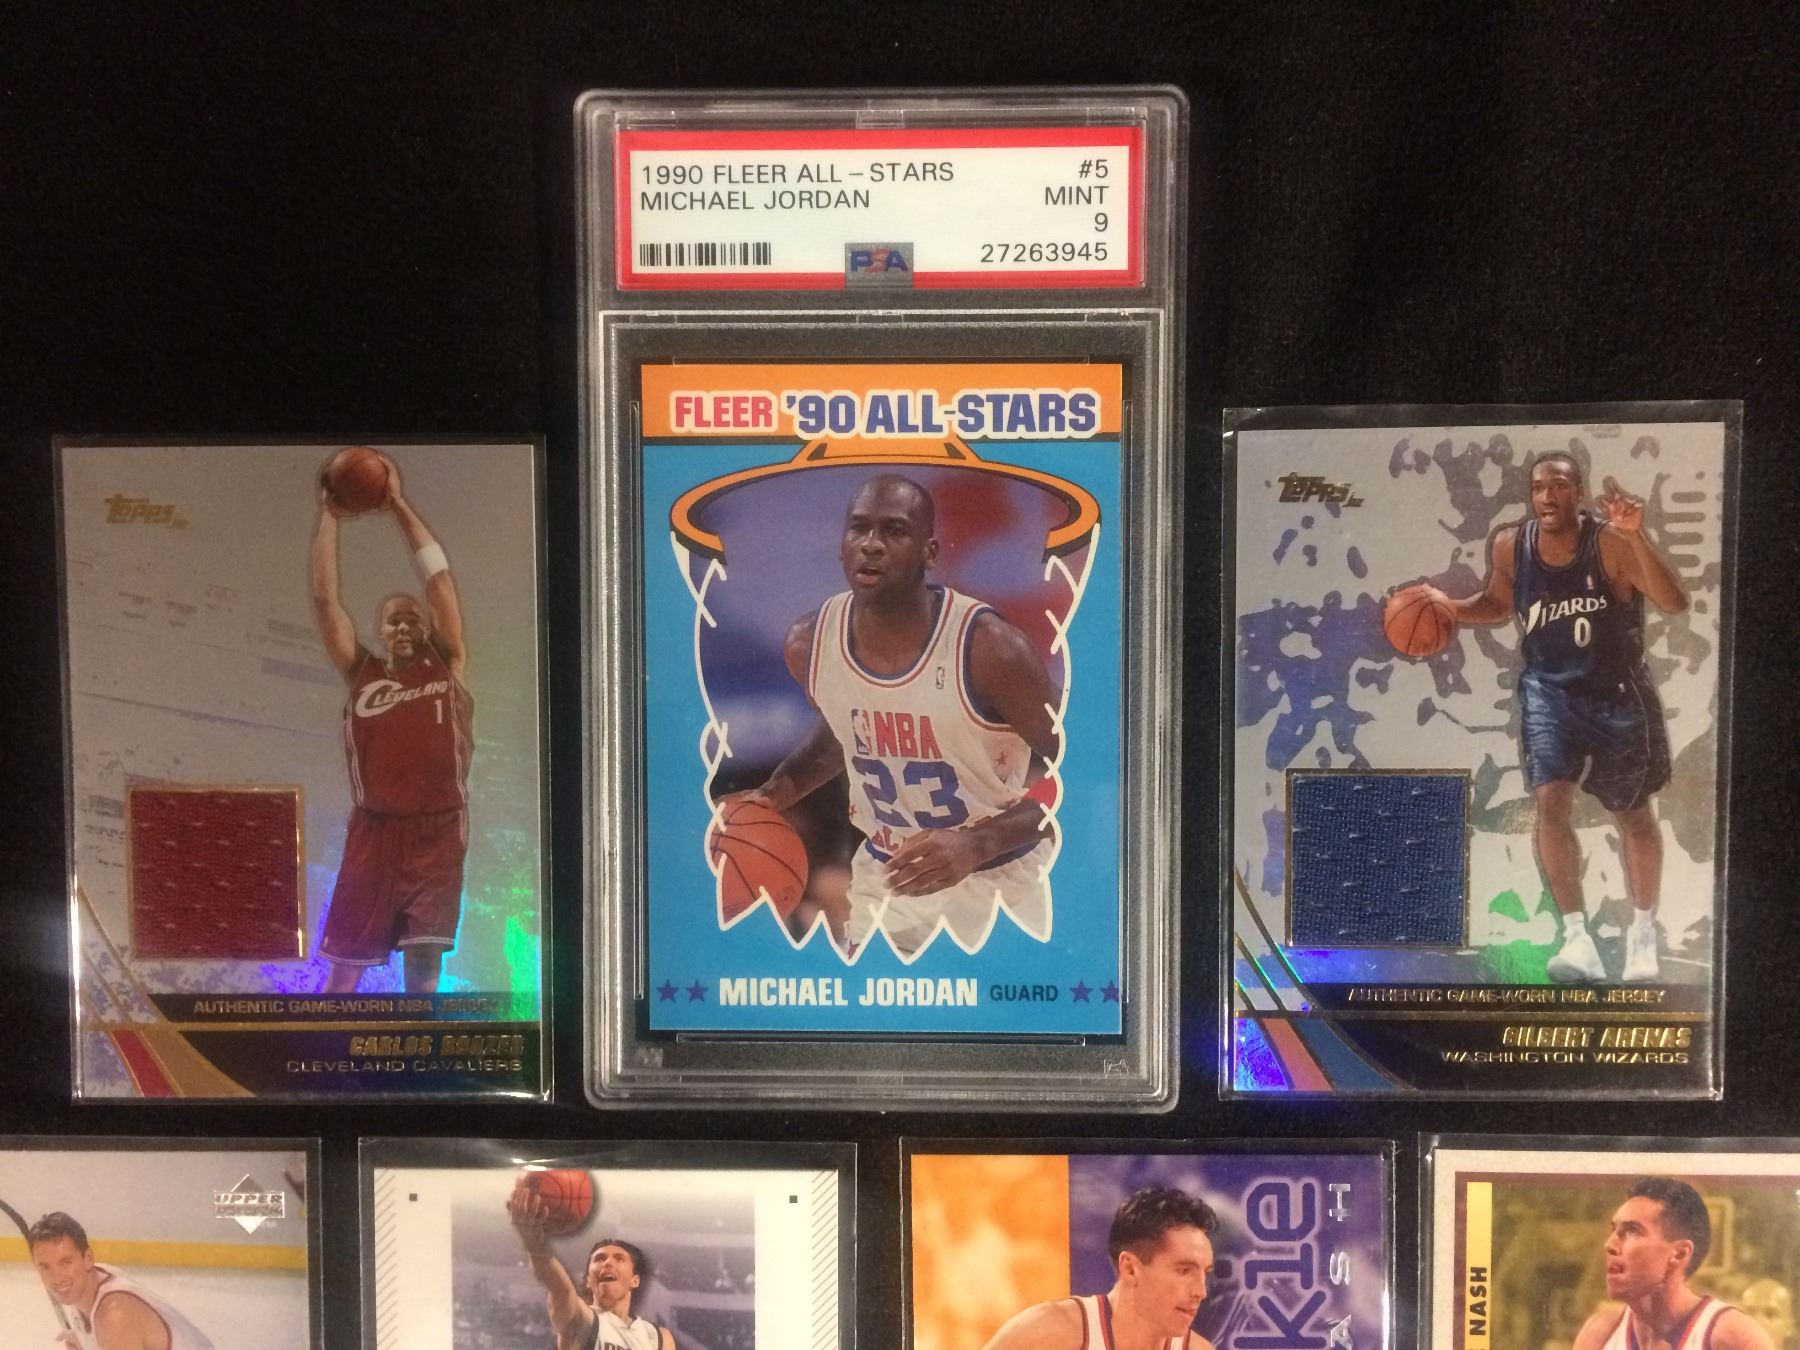 1990 FLEER ALL-STARS #5
MICHAEL JORDAN MINT
9
PSA 27263945
FLEER '90 ALL-STARS
NBA
23
MICHAEL JORDAN GUARD
Topps
CLEVELAND
1
AUTHENTIC GAME-WORN NBA JERSEY
CARLOS BOOZER
CLEVELAND CAVALIERS
Topps
WIZARDS
0
AUTHENTIC GAME-WORN NBA JERSEY
GILBERT ARENAS
WASHINGTON WIZARDS
UPPER
NASH